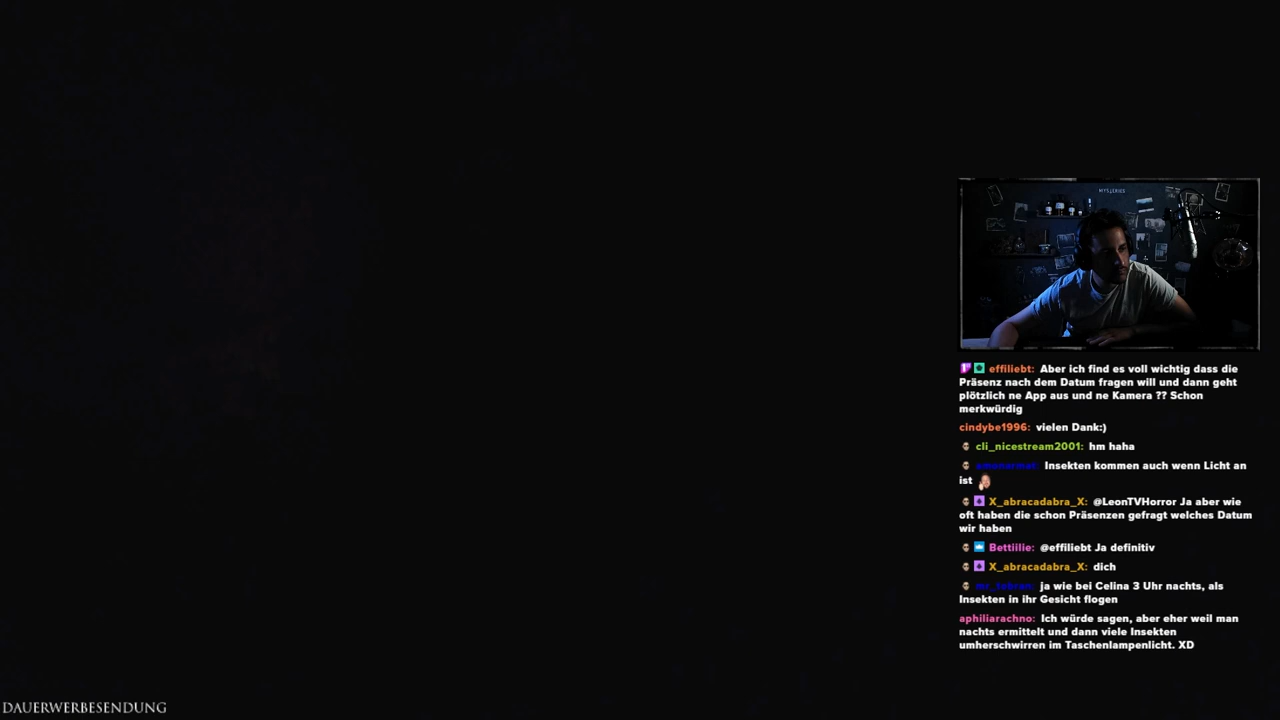 MYSTERIES
effiliebt: Aber ich find es voll wichtig dass die
Präsenz nach dem Datum fragen will und dann geht
plötzlich ne App aus und ne Kamera ?? Schon
merkwürdig
cindybe1996: vielen Dank:)
cli_nicestream2001: hm haha
Insekten kommen auch wenn Licht an
ist
X_abracadabra_X: @LeonTVHorror Ja aber wie
oft haben die schon Präsenzen gefragt welches Datum
wir haben
Bettiilie: @effiliebt Ja definitiv
X_abracadabra_X: dich
ja wie bei Celina 3 Uhr nachts, als
Insekten in ihr Gesicht flogen
aphiliarachno: Ich würde sagen, aber eher weil man
nachts ermittelt und dann viele Insekten
umherschwirren im Taschenlampenlicht. XD
DAUERWERBESENDUNG